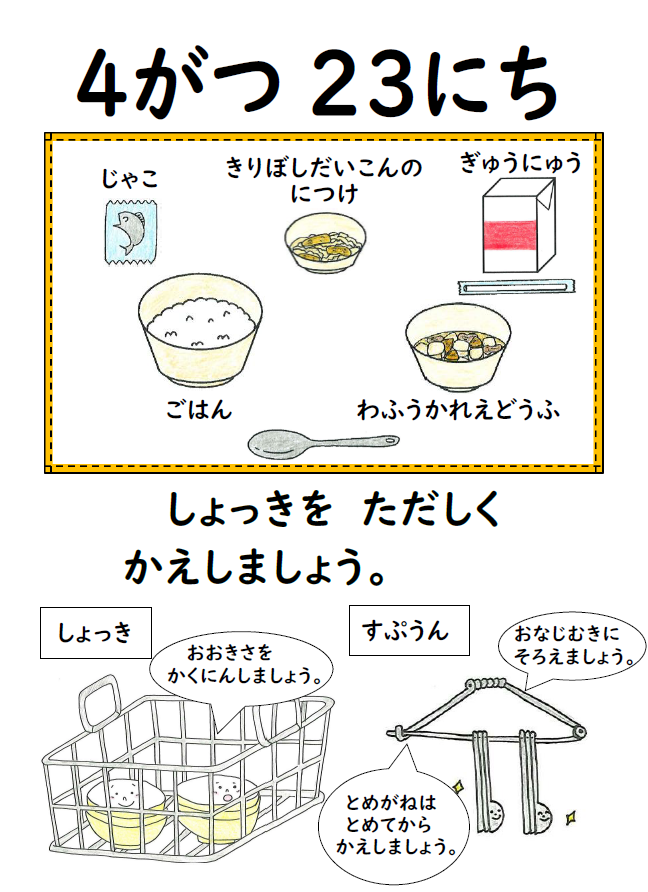 4がつ 23にち
じゃこ
きりぼしだいこんの
につけ
ぎゅうにゅう
ごはん
わふうかれえどうふ
しょっきを ただしく
かえしましょう。
しょっき
おおきさを
かくにんしましょう。
すぷうん
おなじむきに
そろえましょう。
とめがねは
とめてから
かえしましょう。